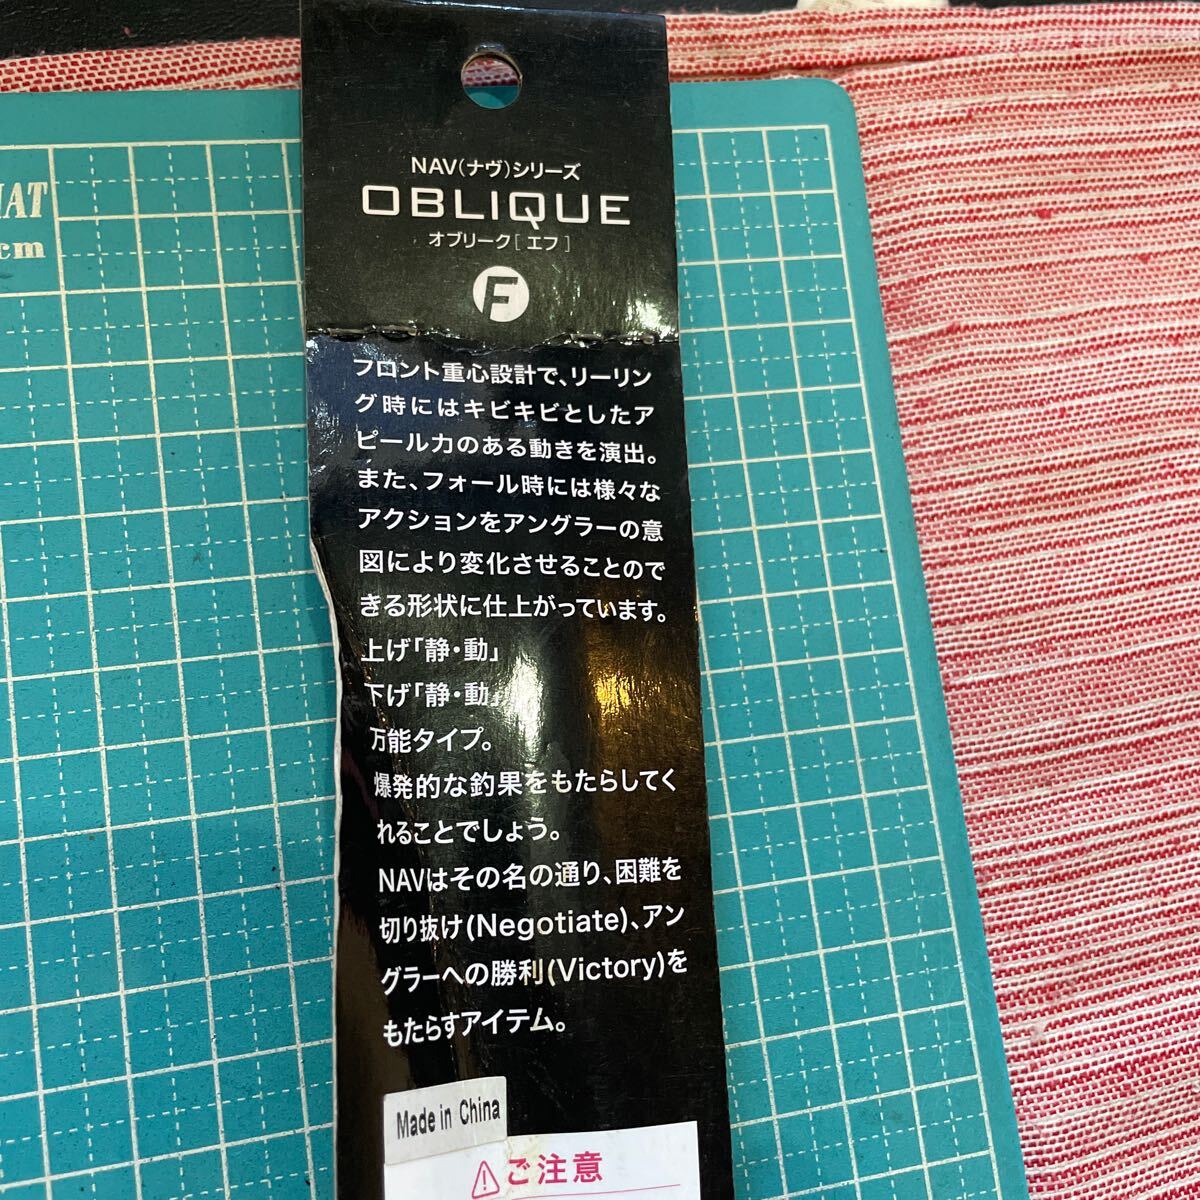 NAV(ナヴ)シリーズ
OBLIQUE
オブリーク[エフ]
F
フロント重心設計で、リーリン
グ時にはキビキビとしたア
ピール力のある動きを演出。
また、フォール時には様々な
アクションをアングラーの意
図により変化させることので
きる形状に仕上がっています。
上げ「静・動」
下げ「静・動」
万能タイプ。
爆発的な釣果をもたらしてく
れることでしょう。
NAVはその名の通り、困難を
切り抜け(Negotiate)、アン
グラーへの勝利(Victory)を
もたらすアイテム。
Made in China
⚠ご注意
MAT
cm